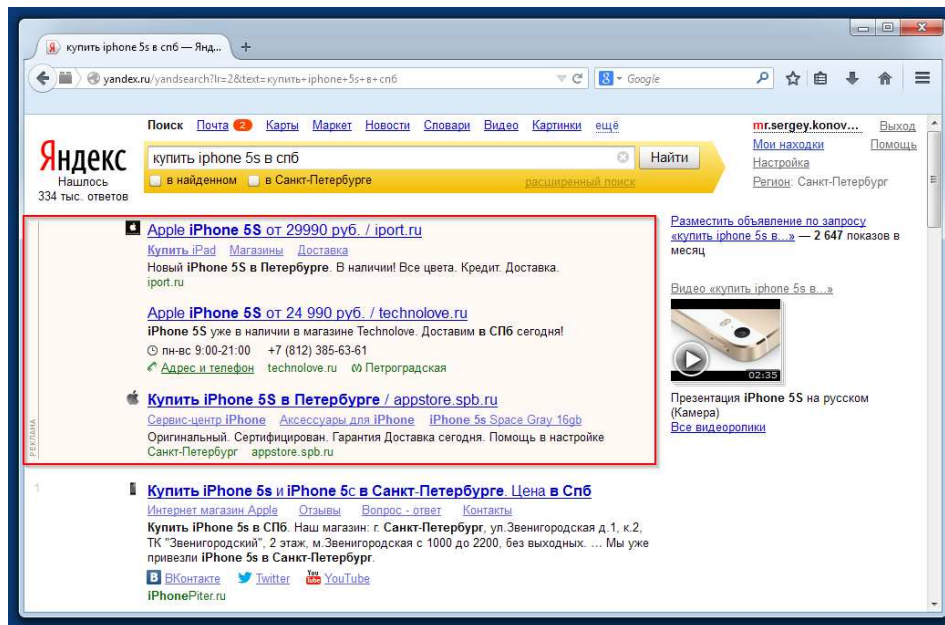 купить iphone 5s в спб — Янд...
yandex.ru/yandsearch?lr=2&text=купить+iphone+5s+в+спб
Google
Поиск Почта 2 Карты Маркет Новости Словари Видео Картинки ещё
mr.sergey.konov... Выход
Мои находки Помощь
Настройка
Регион: Санкт-Петербург
Яндекс
Нашлось
334 тыс. ответов
купить iphone 5s в спб
Найти
в найденном в Санкт-Петербурге расширенный поиск
РЕКЛАМА
Apple iPhone 5S от 29990 руб. / iport.ru
Купить iPad Магазины Доставка
Новый iPhone 5S в Петербурге. В наличии! Все цвета. Кредит. Доставка.
iport.ru
Apple iPhone 5S от 24 990 руб. / technolove.ru
iPhone 5S уже в наличии в магазине Technolove. Доставим в СПб сегодня!
пн-вс 9:00-21:00 +7 (812) 385-63-61
Адрес и телефон technolove.ru Петроградская
Купить iPhone 5S в Петербурге / appstore.spb.ru
Сервис-центр iPhone Аксессуары для iPhone iPhone 5s Space Gray 16gb
Оригинальный. Сертифицирован. Гарантия Доставка сегодня. Помощь в настройке
Санкт-Петербург appstore.spb.ru
1
Купить iPhone 5s и iPhone 5c в Санкт-Петербурге. Цена в Спб
Интернет магазин Apple Отзывы Вопрос - ответ Контакты
Купить iPhone 5s в СПб. Наш магазин: г. Санкт-Петербург, ул.Звенигородская д.1, к.2,
ТК "Звенигородский", 2 этаж, м.Звенигородская с 1000 до 2200, без выходных. … Мы уже
привезли iPhone 5s в Санкт-Петербург.
ВКонтакте Twitter YouTube
iPhonePiter.ru
Разместить объявление по запросу
«купить iphone 5s в...» — 2 647 показов в
месяц
Видео «купить iphone 5s в...»
02:35
Презентация iPhone 5S на русском
(Камера)
Все видеоролики